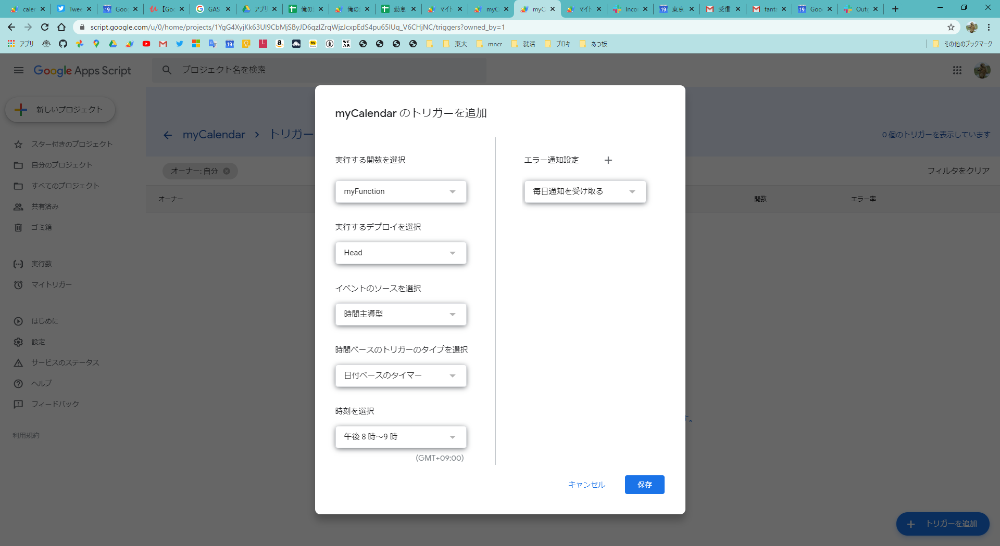 caler
Twee
Goo
【Goo
GAS
アプリ
俺の
俺の
勤怠
マイト
myC
myC
マイト
Inco
東京
受信
fant
Goo
Out
script.google.com/u/0/home/projects/1YgG4XyjKk63UI9CbMjSByJD6qzIZrqWjzJcxpEdS4pu65IUq_V6CHjNC/triggers?owned_by=1
アプリ
東大
mncr
就活
プロキ
あつ板
その他のブックマーク
Google Apps Script
プロジェクト名を検索
新しいプロジェクト
スター付きのプロジェクト
自分のプロジェクト
すべてのプロジェクト
共有済み
ゴミ箱
実行数
マイトリガー
はじめに
設定
サービスのステータス
ヘルプ
フィードバック
利用規約
myCalendar
トリガー
0 個のトリガーを表示しています
オーナー: 自分
フィルタをクリア
オーナー
関数
エラー率
myCalendar のトリガーを追加
実行する関数を選択
myFunction
実行するデプロイを選択
Head
イベントのソースを選択
時間主導型
時間ベースのトリガーのタイプを選択
日付ベースのタイマー
時刻を選択
午後 8 時～9 時
(GMT+09:00)
エラー通知設定
毎日通知を受け取る
キャンセル
保存
す。
トリガーを追加